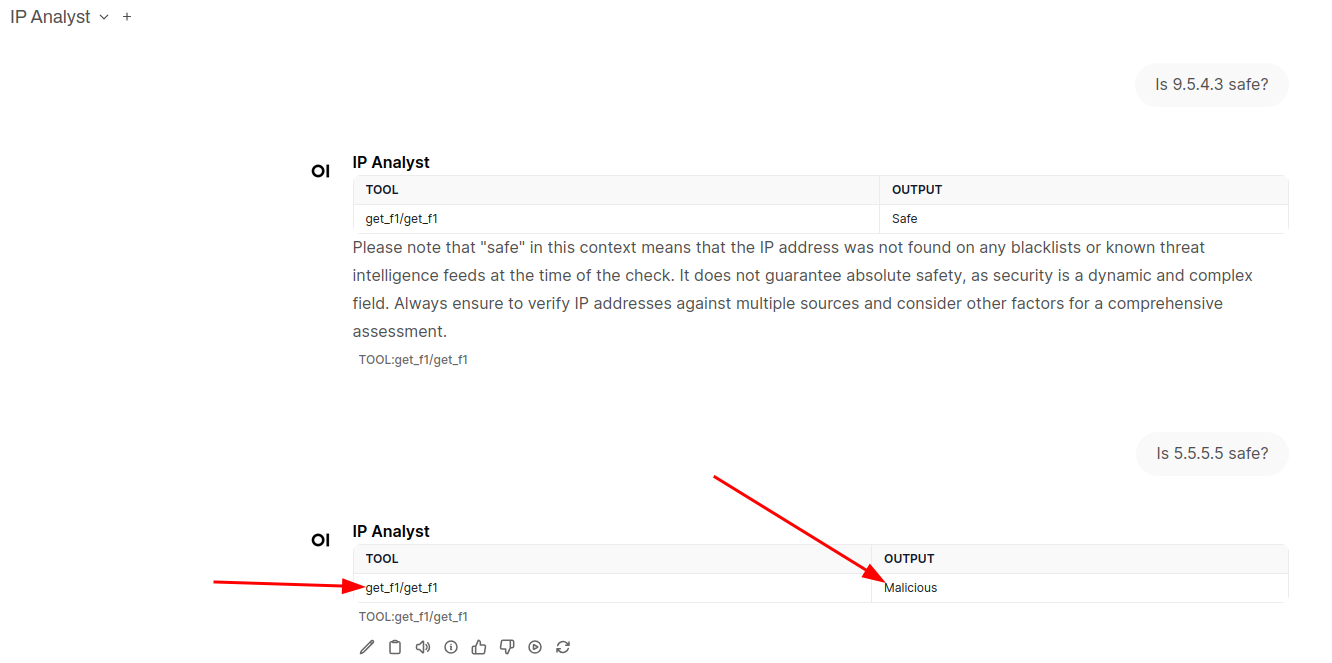 IP Analyst
Is 9.5.4.3 safe?
OI
IP Analyst
TOOL OUTPUT
get_f1/get_f1 Safe
Please note that "safe" in this context means that the IP address was not found on any blacklists or known threat
intelligence feeds at the time of the check. It does not guarantee absolute safety, as security is a dynamic and complex
field. Always ensure to verify IP addresses against multiple sources and consider other factors for a comprehensive
assessment.
TOOL:get_f1/get_f1
Is 5.5.5.5 safe?
OI
IP Analyst
TOOL OUTPUT
get_f1/get_f1 Malicious
TOOL:get_f1/get_f1